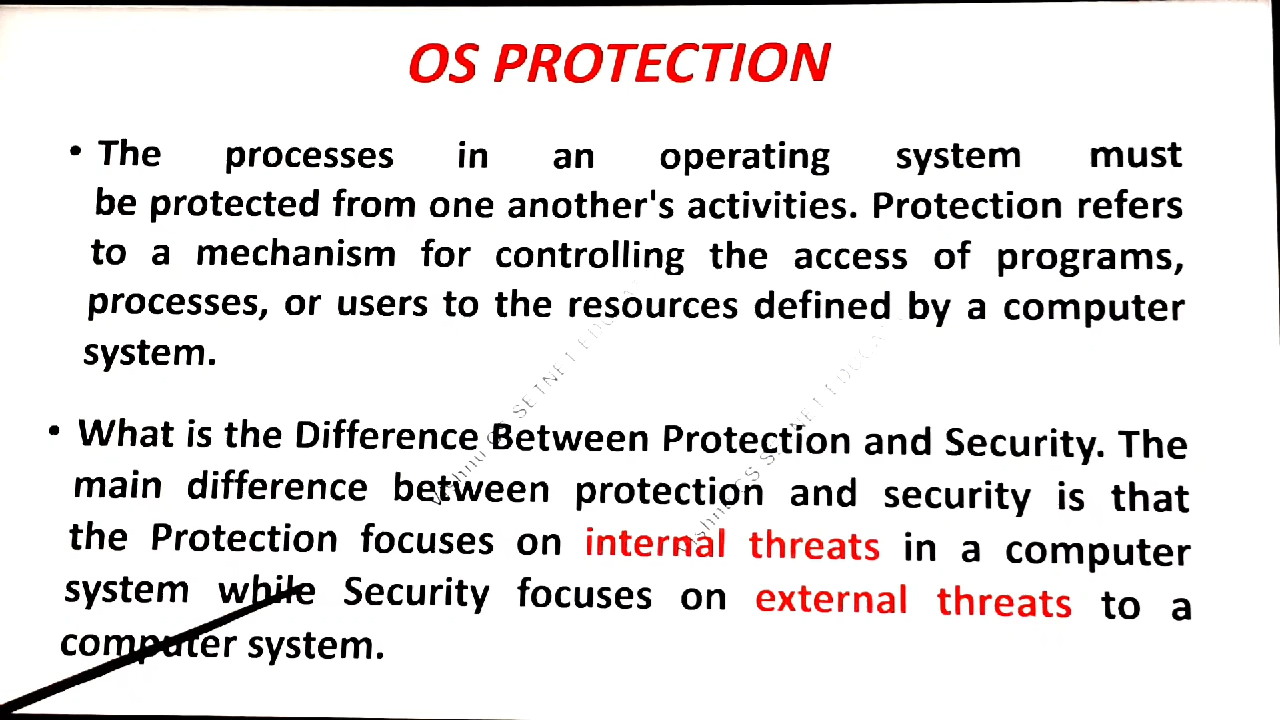 OS PROTECTION
• The processes in an operating system must
be protected from one another's activities. Protection refers
to a mechanism for controlling the access of programs,
processes, or users to the resources defined by a computer
system.
• What is the Difference Between Protection and Security. The
main difference between protection and security is that
the Protection focuses on internal threats in a computer
system while Security focuses on external threats to a
computer system.